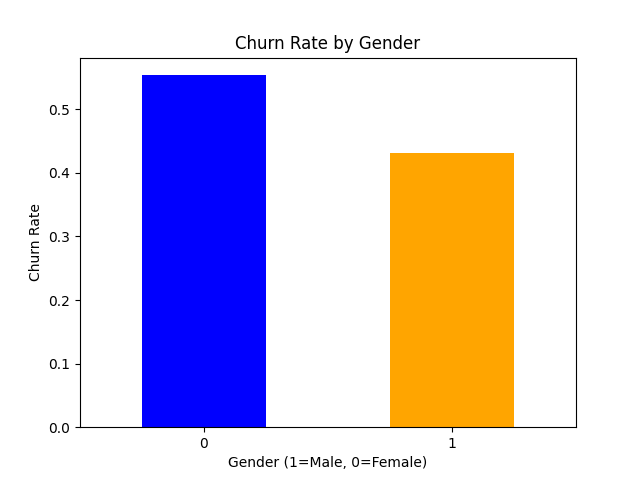 Churn Rate by Gender
Churn Rate
0.5
0.4
0.3
0.2
0.1
0.0
0 1
Gender (1=Male, 0=Female)